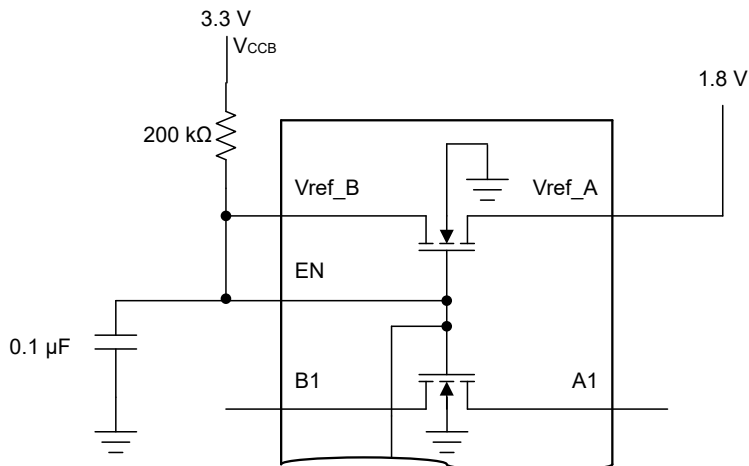 3.3 V
VCCB
1.8 V
200 kΩ
Vref_B
Vref_A
EN
0.1 µF
B1
A1